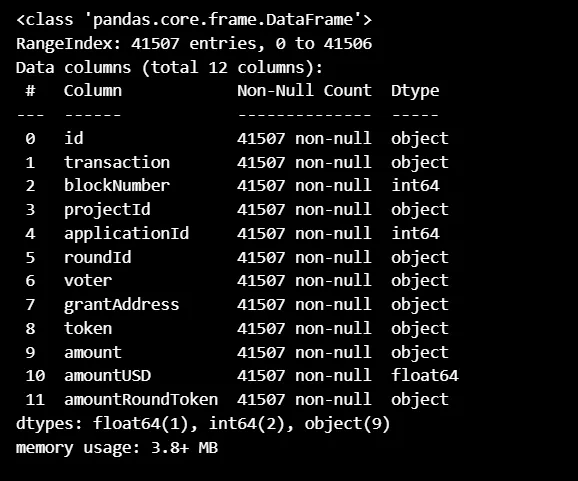 <class 'pandas.core.frame.DataFrame'>
RangeIndex: 41507 entries, 0 to 41506
Data columns (total 12 columns):
 #   Column           Non-Null Count  Dtype
---  ------           --------------  -----
 0   id               41507 non-null  object
 1   transaction      41507 non-null  object
 2   blockNumber      41507 non-null  int64
 3   projectId        41507 non-null  object
 4   applicationId    41507 non-null  int64
 5   roundId          41507 non-null  object
 6   voter            41507 non-null  object
 7   grantAddress     41507 non-null  object
 8   token            41507 non-null  object
 9   amount           41507 non-null  object
 10  amountUSD        41507 non-null  float64
 11  amountRoundToken 41507 non-null  object
dtypes: float64(1), int64(2), object(9)
memory usage: 3.8+ MB